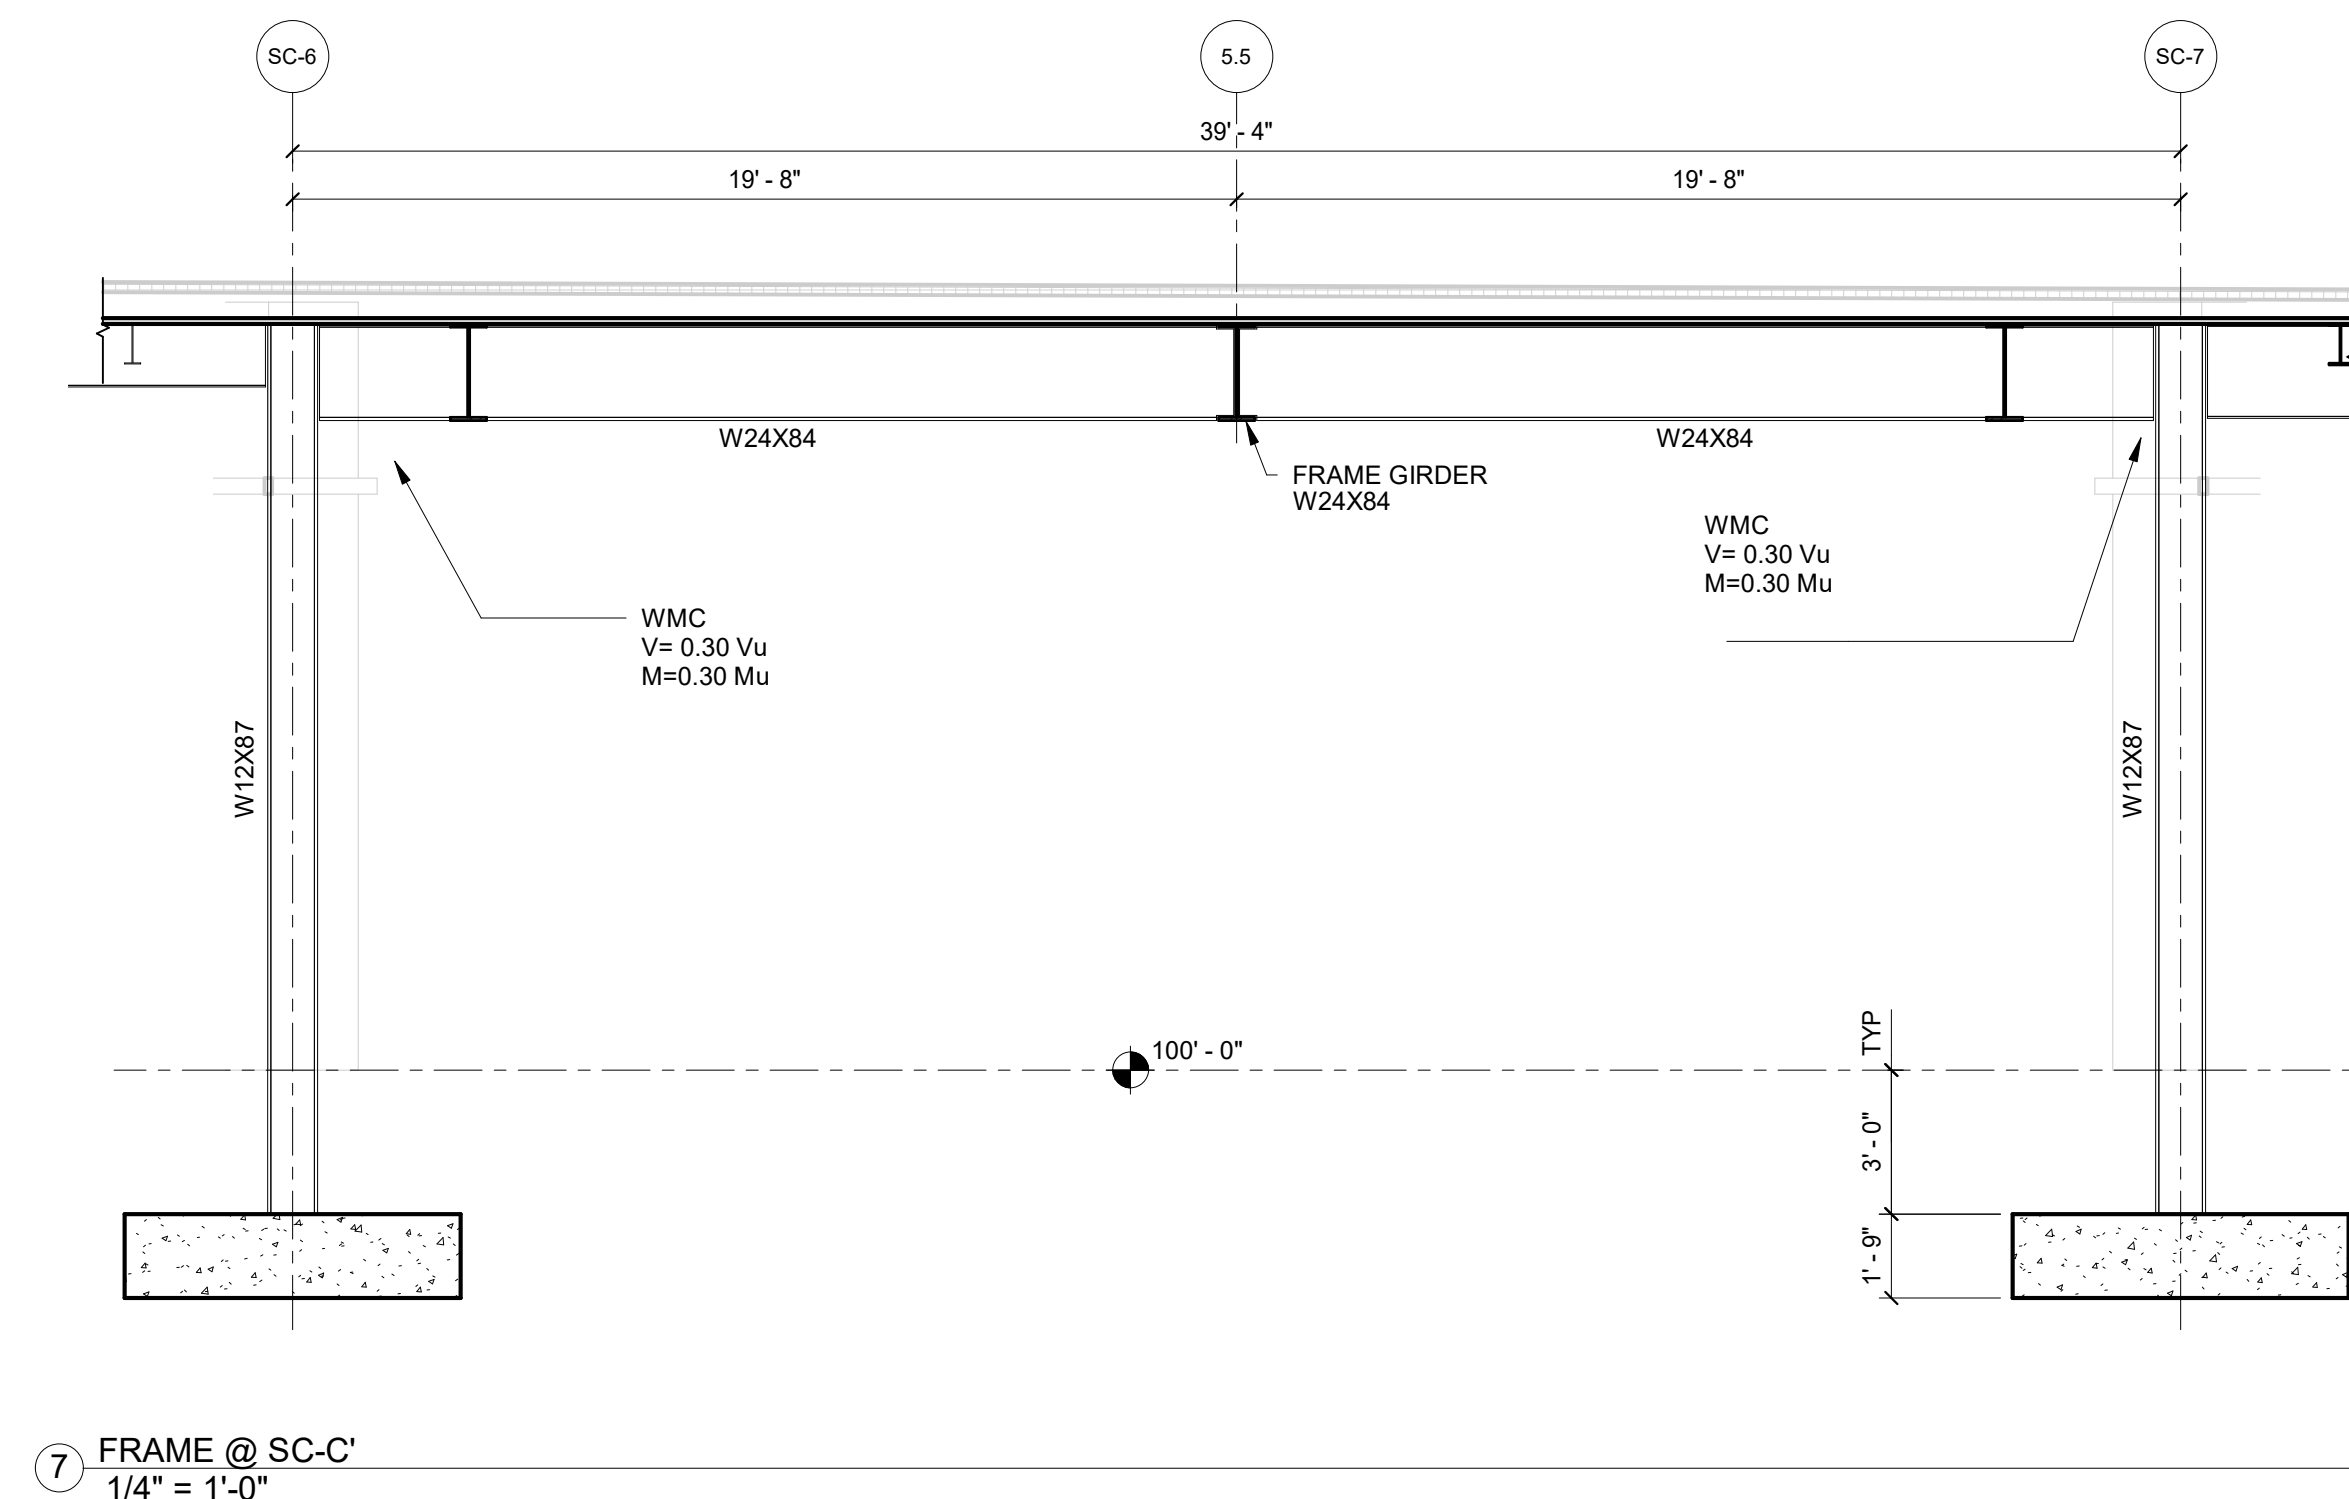 SC-6
5.5
SC-7
39' - 4"
19' - 8"
19' - 8"
W24X84
W24X84
FRAME GIRDER
W24X84
WMC
V= 0.30 Vu
M=0.30 Mu
WMC
V= 0.30 Vu
M=0.30 Mu
W12X87
W12X87
100' - 0"
TYP
3' - 0"
1' - 9"
7
FRAME @ SC-C'
1/4" = 1'-0"